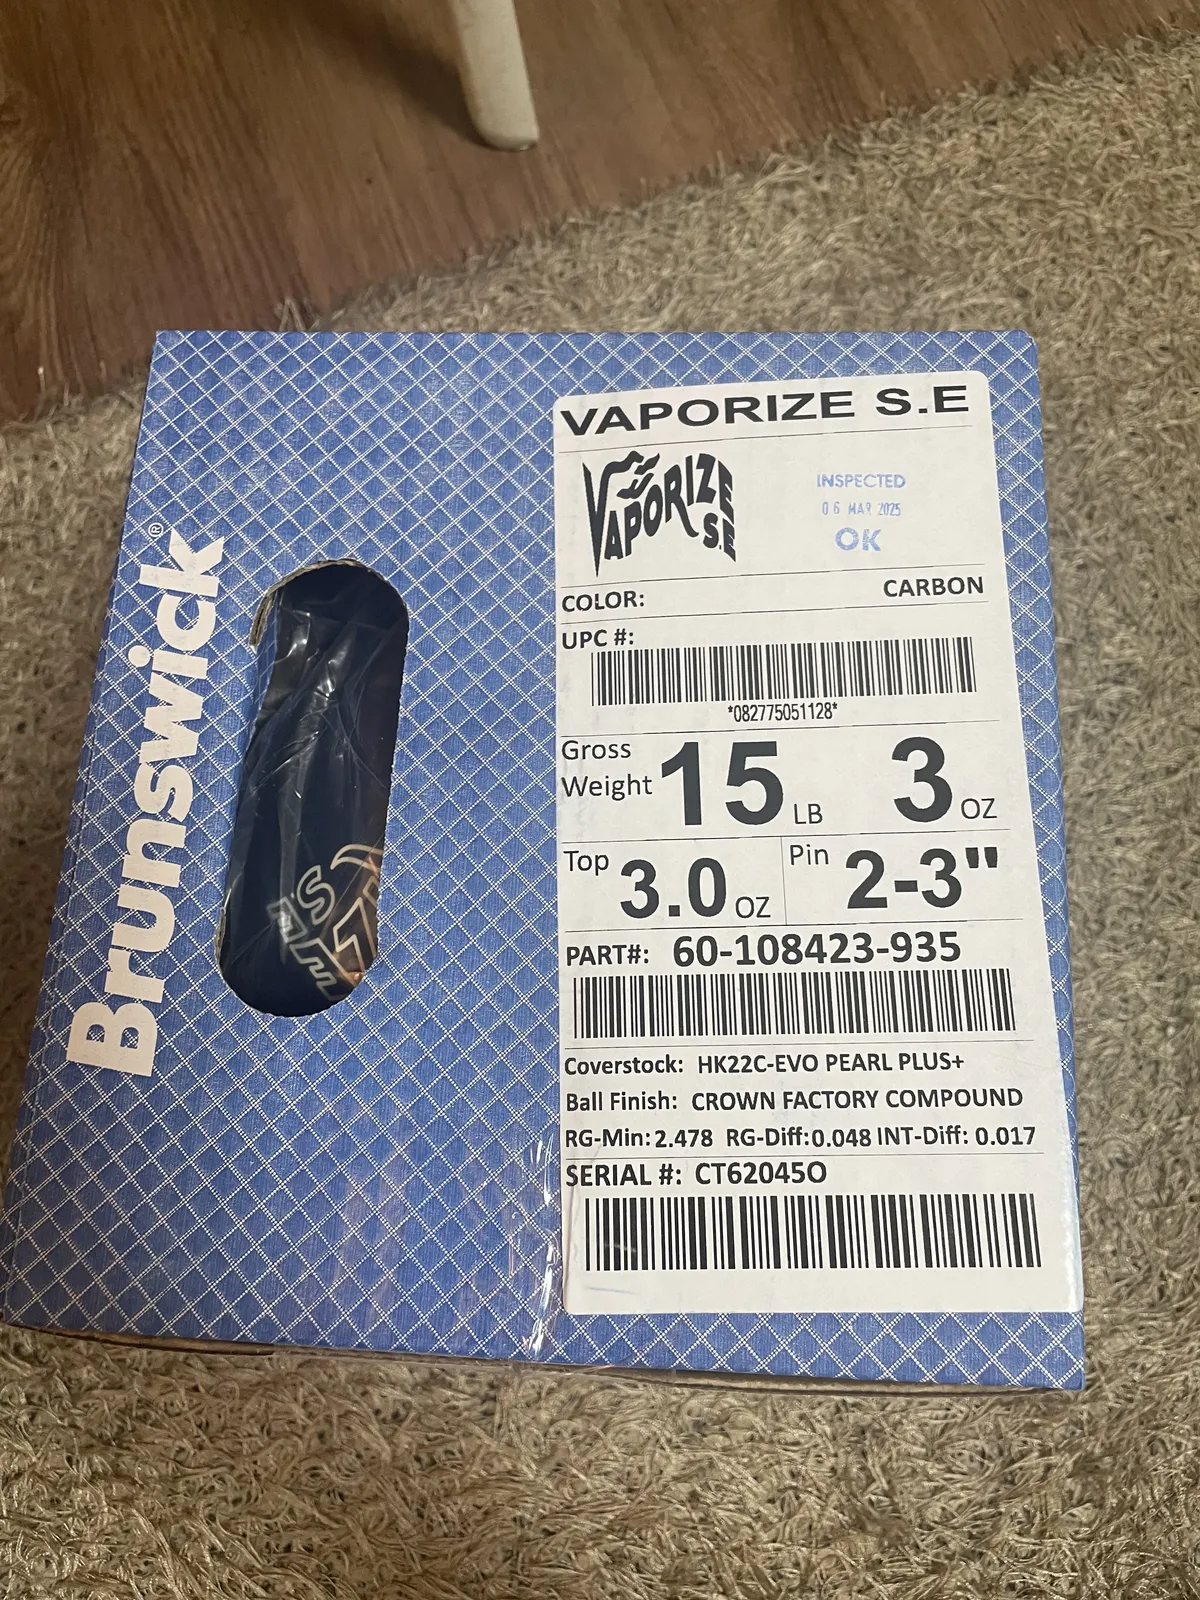 Brunswick®
VAPORIZE S.E
VAPORIZE
S.E
INSPECTED
06 MAR 2025
OK
COLOR: CARBON
UPC #:
*082775051128*
Gross Weight 15 LB 3 OZ
Top 3.0 OZ Pin 2-3"
PART#: 60-108423-935
Coverstock: HK22C-EVO PEARL PLUS+
Ball Finish: CROWN FACTORY COMPOUND
RG-Min: 2.478 RG-Diff: 0.048 INT-Diff: 0.017
SERIAL #: CT62045O